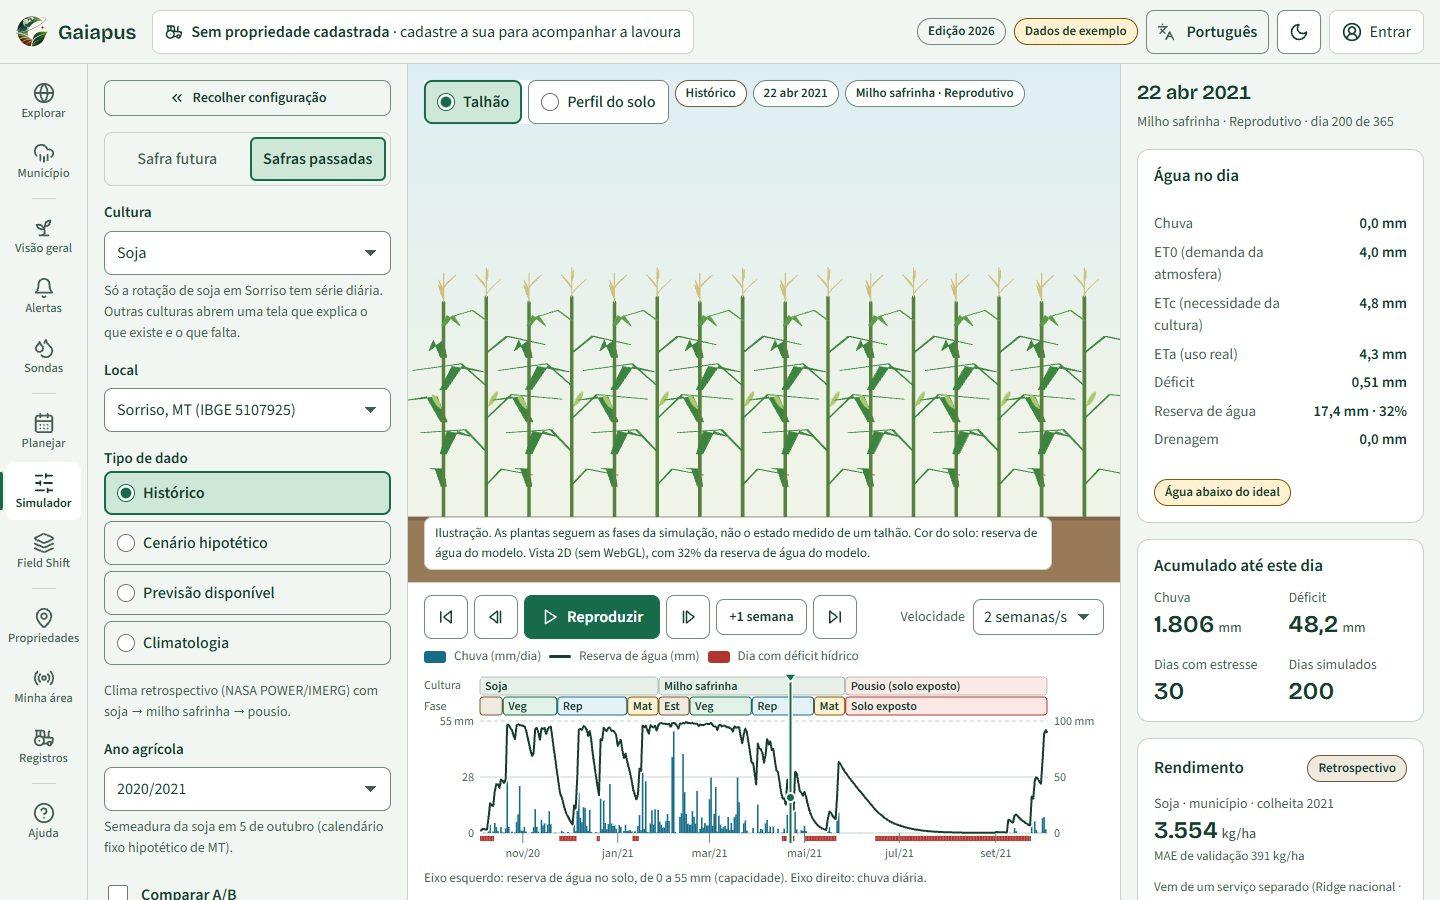 Gaiapus
Sem propriedade cadastrada · cadastre a sua para acompanhar a lavoura
Edição 2026
Dados de exemplo
Português
Entrar
Explorar
Município
Visão geral
Alertas
Sondas
Planejar
Simulador
Field Shift
Propriedades
Minha área
Registros
Ajuda
Recolher configuração
Safra futura
Safras passadas
Cultura
Soja
Só a rotação de soja em Sorriso tem série diária.
Outras culturas abrem uma tela que explica o
que existe e o que falta.
Local
Sorriso, MT (IBGE 5107925)
Tipo de dado
Histórico
Cenário hipotético
Previsão disponível
Climatologia
Clima retrospectivo (NASA POWER/IMERG) com
soja → milho safrinha → pousio.
Ano agrícola
2020/2021
Semeadura da soja em 5 de outubro (calendário
fixo hipotético de MT).
Comparar A/B
Talhão
Perfil do solo
Histórico
22 abr 2021
Milho safrinha · Reprodutivo
Ilustração. As plantas seguem as fases da simulação, não o estado medido de um talhão. Cor do solo: reserva de
água do modelo. Vista 2D (sem WebGL), com 32% da reserva de água do modelo.
Reproduzir
+1 semana
Velocidade
2 semanas/s
Chuva (mm/dia)
Reserva de água (mm)
Dia com déficit hídrico
Cultura
Soja
Milho safrinha
Pousio (solo exposto)
Fase
Veg
Rep
Mat
Est
Veg
Rep
Mat
Solo exposto
55 mm
100 mm
28
50
0
0
nov/20
jan/21
mar/21
mai/21
jul/21
set/21
Eixo esquerdo: reserva de água no solo, de 0 a 55 mm (capacidade). Eixo direito: chuva diária.
22 abr 2021
Milho safrinha · Reprodutivo · dia 200 de 365
Água no dia
Chuva 0,0 mm
ET0 (demanda da 4,0 mm
atmosfera)
ETc (necessidade da 4,8 mm
cultura)
ETa (uso real) 4,3 mm
Déficit 0,51 mm
Reserva de água 17,4 mm · 32%
Drenagem 0,0 mm
Água abaixo do ideal
Acumulado até este dia
Chuva Déficit
1.806 mm 48,2 mm
Dias com estresse Dias simulados
30 200
Rendimento
Retrospectivo
Soja · município · colheita 2021
3.554 kg/ha
MAE de validação 391 kg/ha
Vem de um serviço separado (Ridge nacional ·